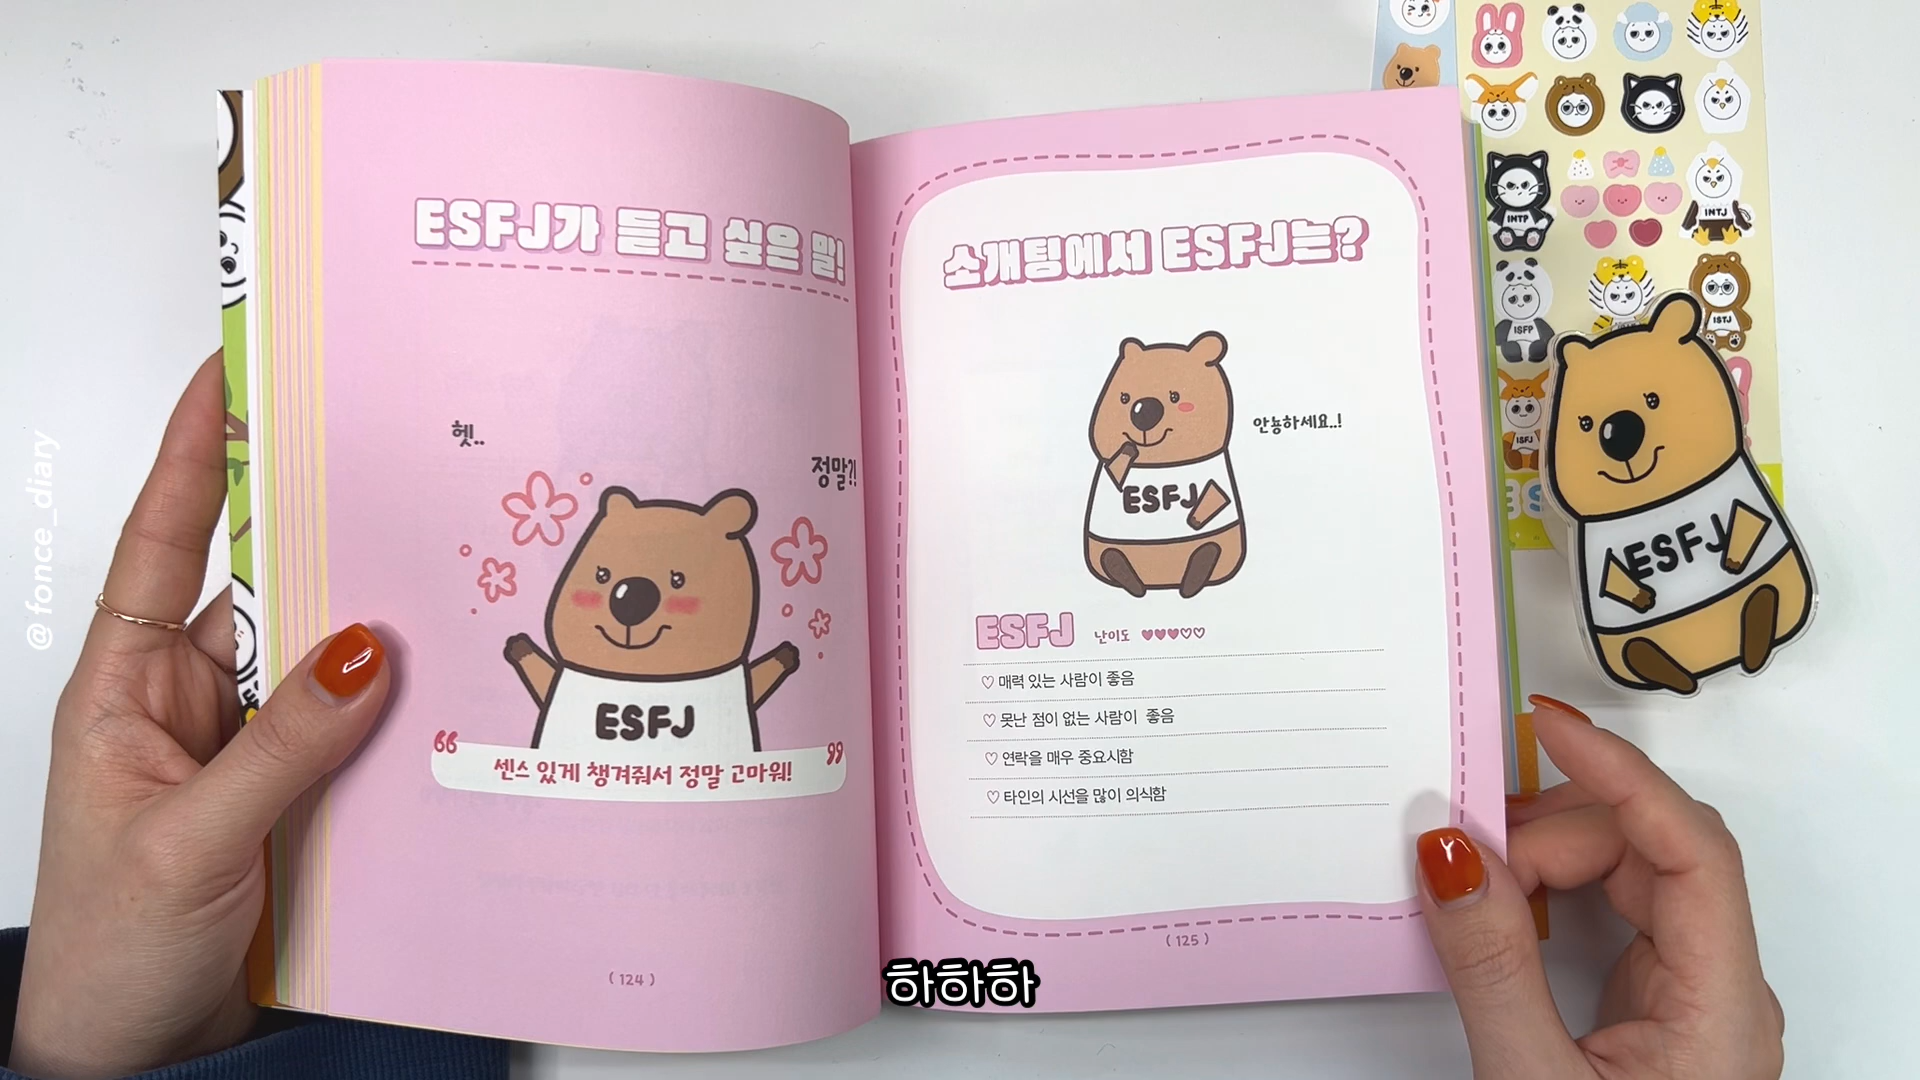 @fonce_diary
ESFJ가 듣고 싶은 말!
헷..
정말?!
ESFJ
“ 센스 있게 챙겨줘서 정말 고마워! ”
( 124 )
소개팅에서 ESFJ는?
안뇽하세요..!
ESFJ
ESFJ 난이도 ♥♥♥♡♡
♡ 매력 있는 사람이 좋음
♡ 못난 점이 없는 사람이 좋음
♡ 연락을 매우 중요시함
♡ 타인의 시선을 많이 의식함
( 125 )
하하하
INTP
INTJ
ISFP
ISTJ
ISFJ
ESFJ